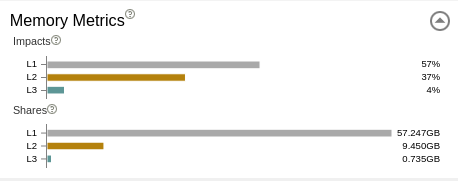 Memory Metrics?
Impacts?
L1 57%
L2 37%
L3 4%
Shares?
L1 57.247GB
L2 9.450GB
L3 0.735GB